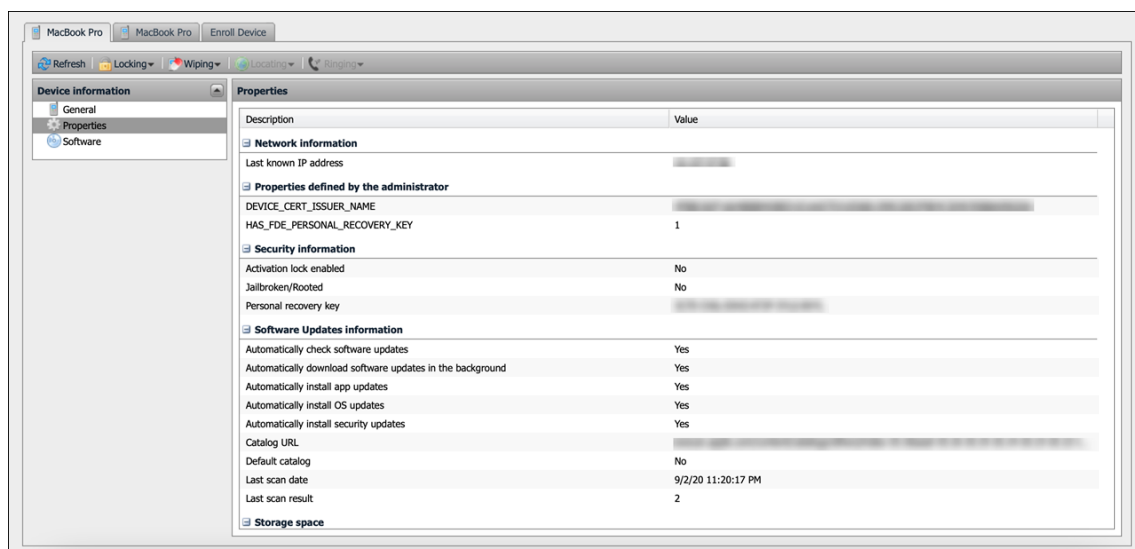 MacBook Pro MacBook Pro Enroll Device
Refresh Locking Wiping Locating Ringing
Device information
General
Properties
Software
Properties
Description Value
Network information
Last known IP address
Properties defined by the administrator
DEVICE_CERT_ISSUER_NAME
HAS_FDE_PERSONAL_RECOVERY_KEY 1
Security information
Activation lock enabled No
Jailbroken/Rooted No
Personal recovery key
Software Updates information
Automatically check software updates Yes
Automatically download software updates in the background Yes
Automatically install app updates Yes
Automatically install OS updates Yes
Automatically install security updates Yes
Catalog URL
Default catalog No
Last scan date 9/2/20 11:20:17 PM
Last scan result 2
Storage space